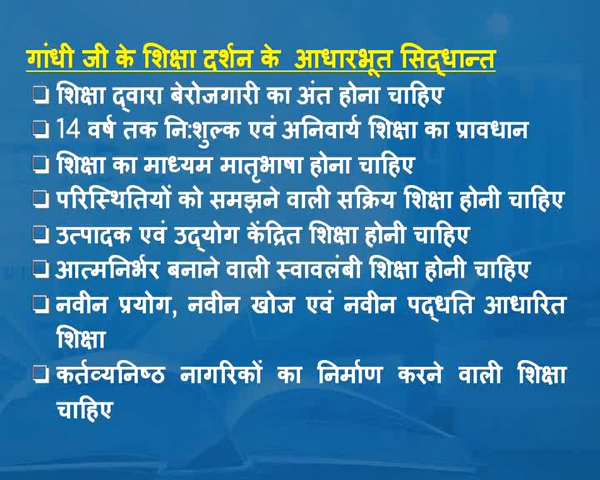 गांधी जी के शिक्षा दर्शन के आधारभूत सिद्धान्त
❑ शिक्षा द्वारा बेरोजगारी का अंत होना चाहिए
❑ 14 वर्ष तक नि:शुल्क एवं अनिवार्य शिक्षा का प्रावधान
❑ शिक्षा का माध्यम मातृभाषा होना चाहिए
❑ परिस्थितियों को समझने वाली सक्रिय शिक्षा होनी चाहिए
❑ उत्पादक एवं उद्योग केंद्रित शिक्षा होनी चाहिए
❑ आत्मनिर्भर बनाने वाली स्वावलंबी शिक्षा होनी चाहिए
❑ नवीन प्रयोग, नवीन खोज एवं नवीन पद्धति आधारित
शिक्षा
❑ कर्तव्यनिष्ठ नागरिकों का निर्माण करने वाली शिक्षा
चाहिए